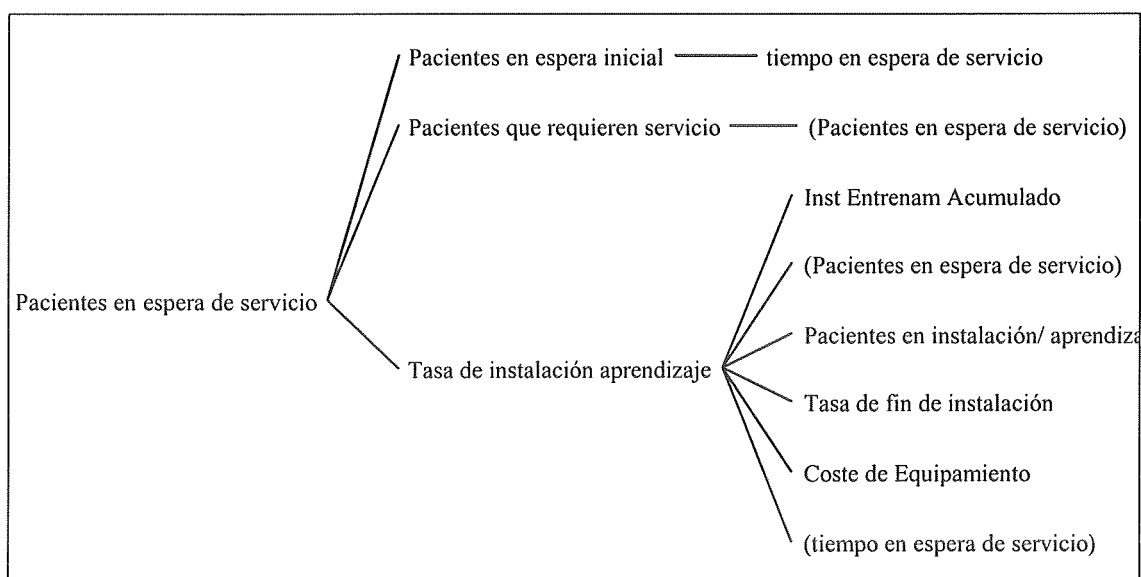 Pacientes en espera inicial
tiempo en espera de servicio
Pacientes que requieren servicio
(Pacientes en espera de servicio)
Pacientes en espera de servicio
Tasa de instalación aprendizaje
Inst Entrenam Acumulado
(Pacientes en espera de servicio)
Pacientes en instalación/ aprendiza
Tasa de fin de instalación
Coste de Equipamiento
(tiempo en espera de servicio)